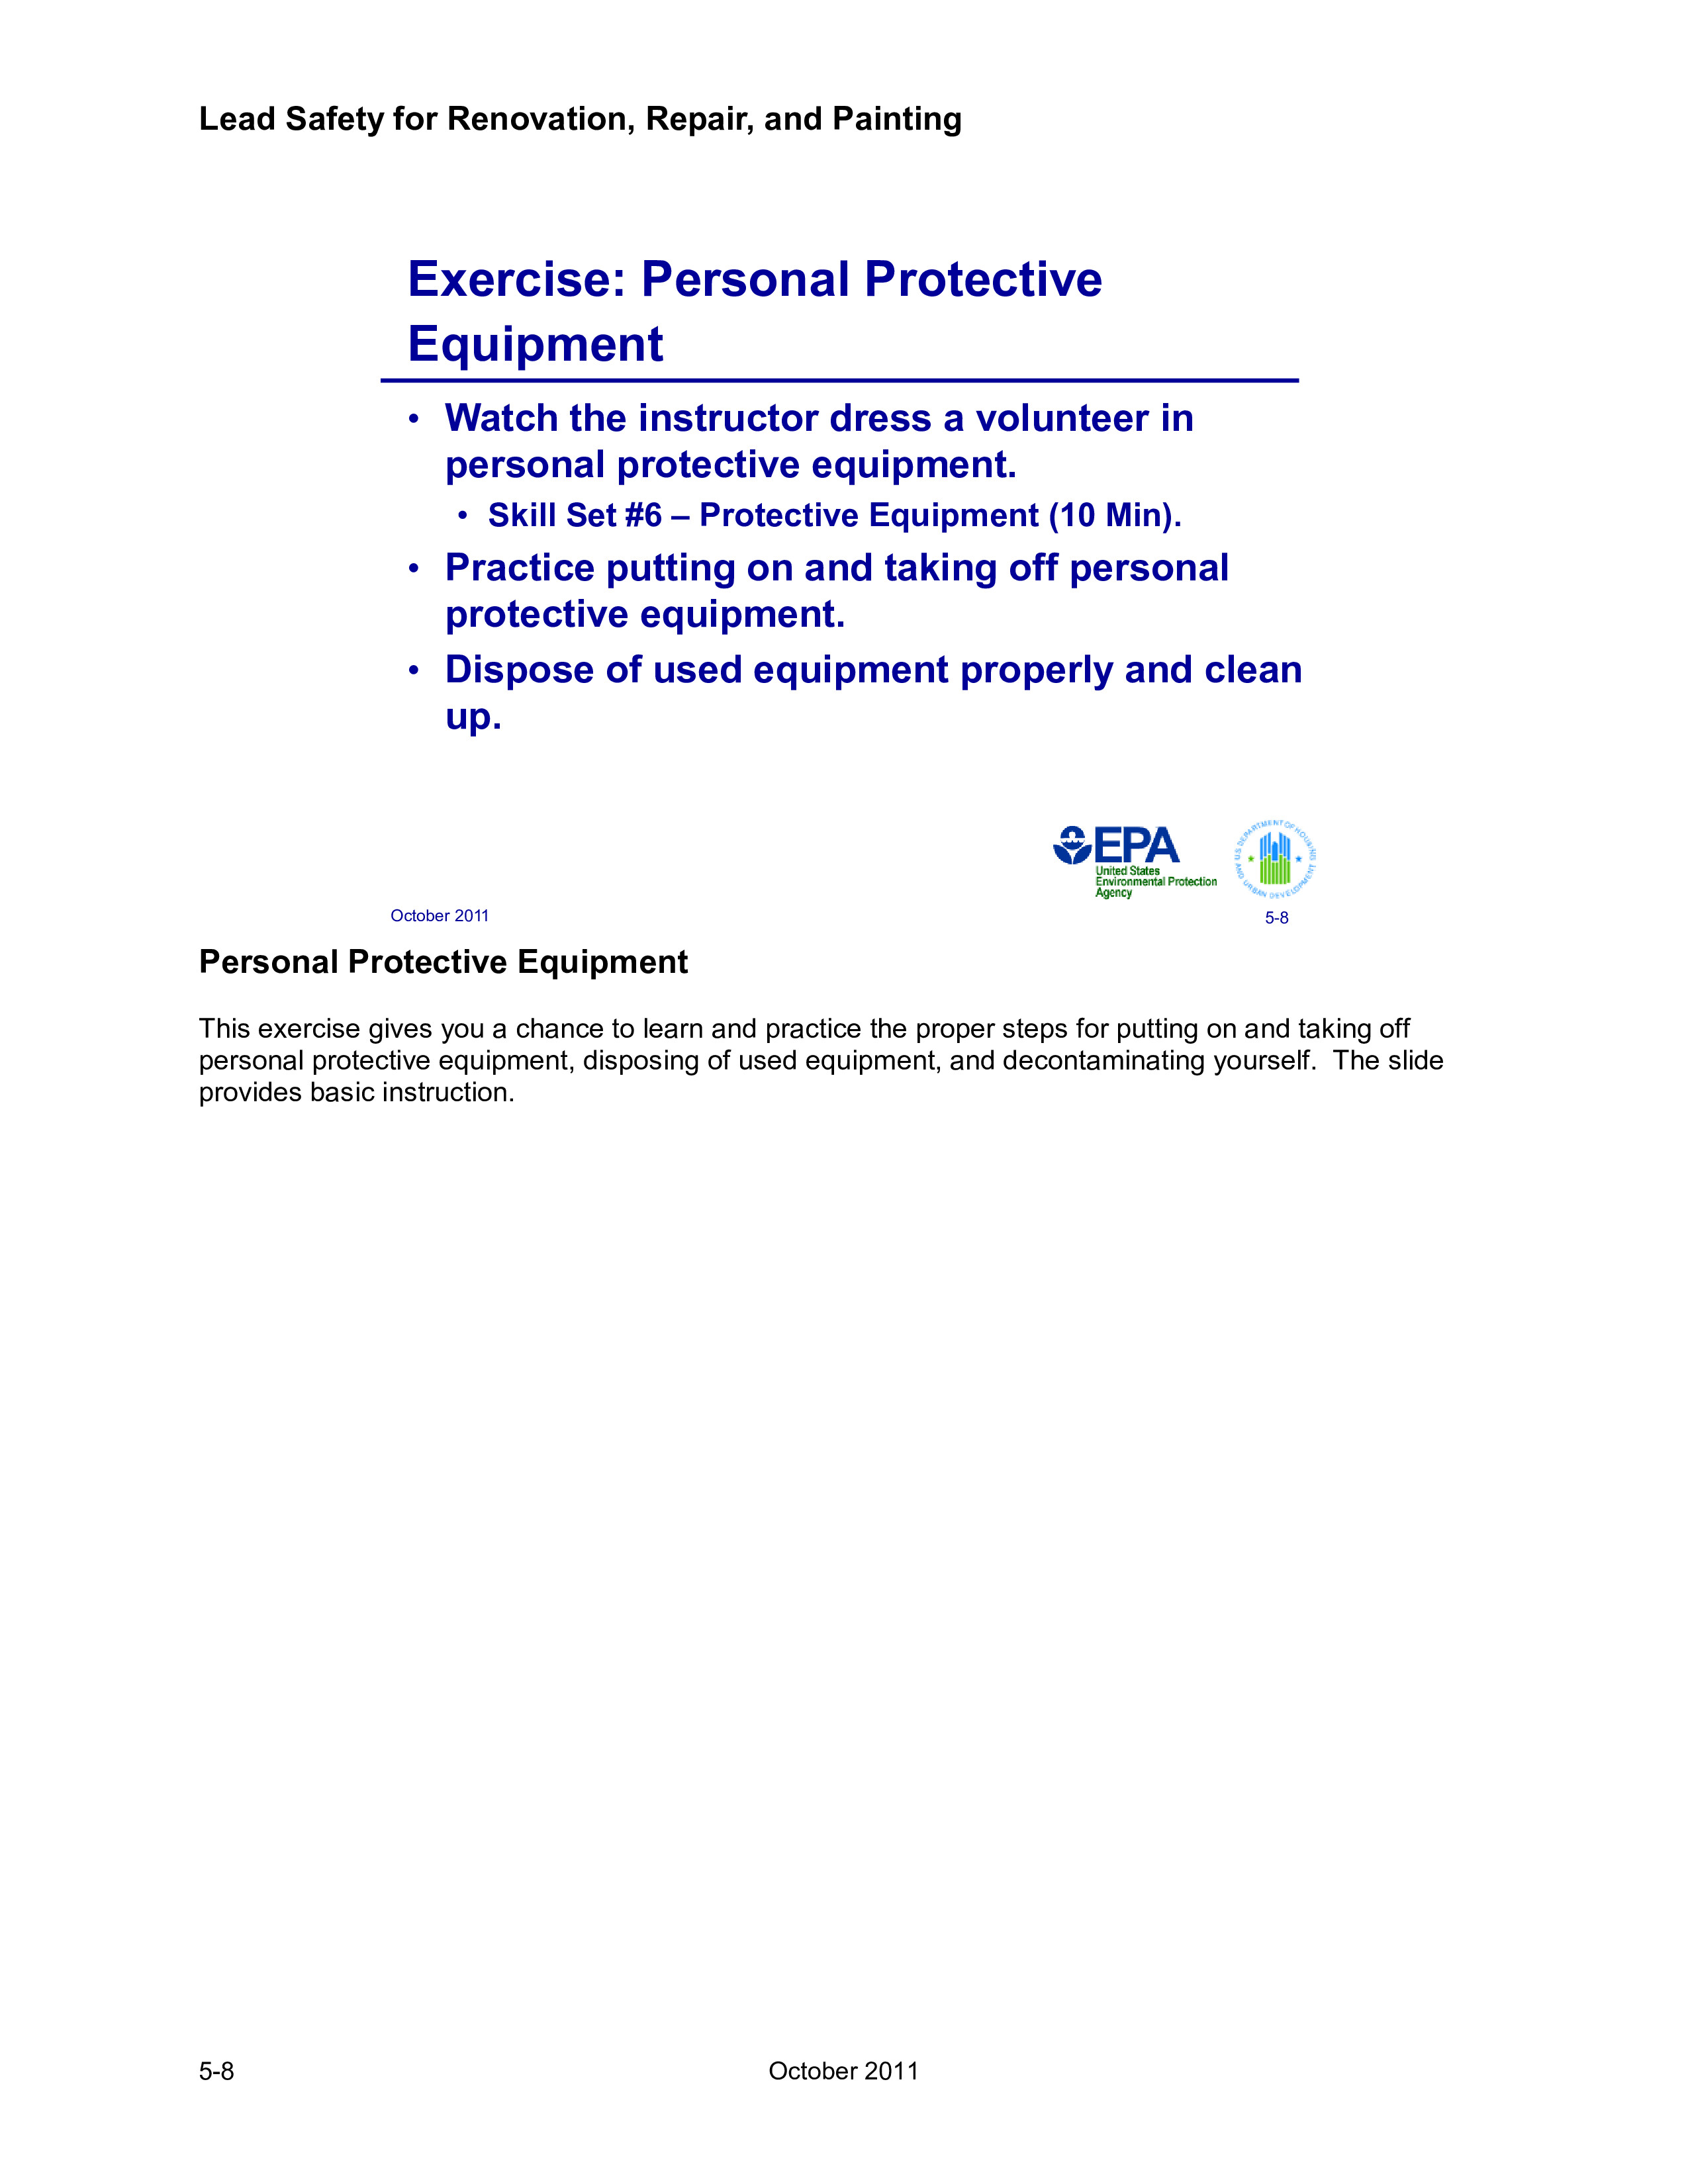 Lead Safety for Renovation, Repair, and Painting
Exercise: Personal Protective
Equipment
• Watch the instructor dress a volunteer in
personal protective equipment.
• Skill Set #6 – Protective Equipment (10 Min).
• Practice putting on and taking off personal
protective equipment.
• Dispose of used equipment properly and clean
up.
EPA
United States
Environmental Protection
Agency
U.S. DEPARTMENT OF HOUSING
AND URBAN DEVELOPMENT
October 2011
5-8
Personal Protective Equipment
This exercise gives you a chance to learn and practice the proper steps for putting on and taking off
personal protective equipment, disposing of used equipment, and decontaminating yourself.  The slide
provides basic instruction.
5-8
October 2011